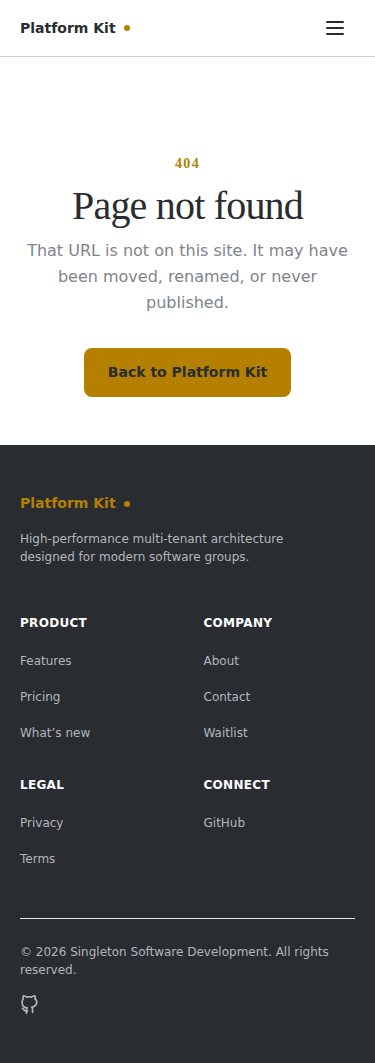 Platform Kit
404
Page not found
That URL is not on this site. It may have
been moved, renamed, or never
published.
Back to Platform Kit
Platform Kit
High-performance multi-tenant architecture
designed for modern software groups.
PRODUCT
Features
Pricing
What’s new
COMPANY
About
Contact
Waitlist
LEGAL
Privacy
Terms
CONNECT
GitHub
© 2026 Singleton Software Development. All rights
reserved.